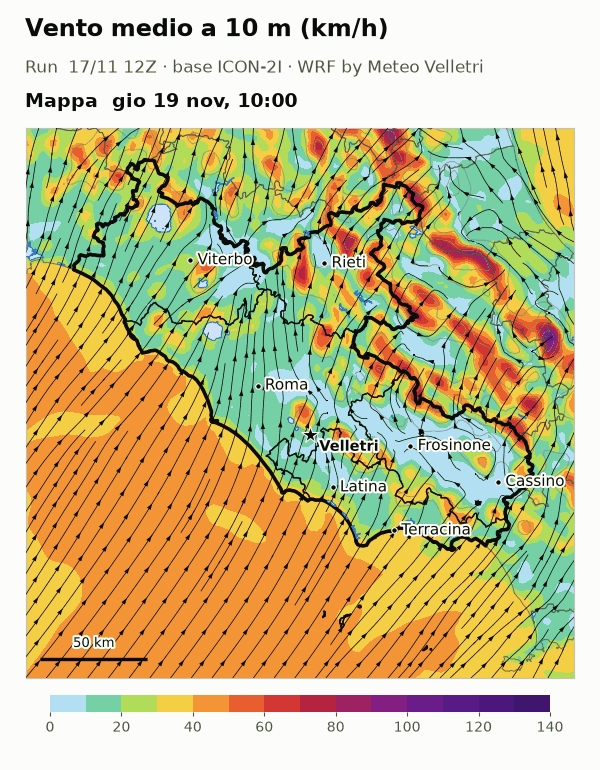 Vento medio a 10 m (km/h)
Run  17/11 12Z · base ICON-2I · WRF by Meteo Velletri
Mappa  gio 19 nov, 10:00
Viterbo
Rieti
Roma
Velletri
Frosinone
Cassino
Latina
Terracina
50 km
0 20 40 60 80 100 120 140